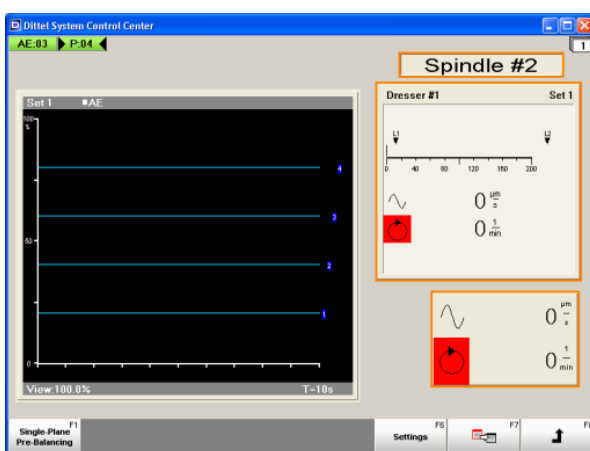 Dittel System Control Center
AE:03 P:04
1
Spindle #2
Dresser #1 Set 1
L1 L2
0 40 80 120 160 200
0 µm/s
0 1/min
Set 1 ■AE
100-
%
4
3
50-
2
1
0-
View:100.0% T=10s
0 µm/s
0 1/min
F1
Single-Plane
Pre-Balancing
F6
Settings
F7